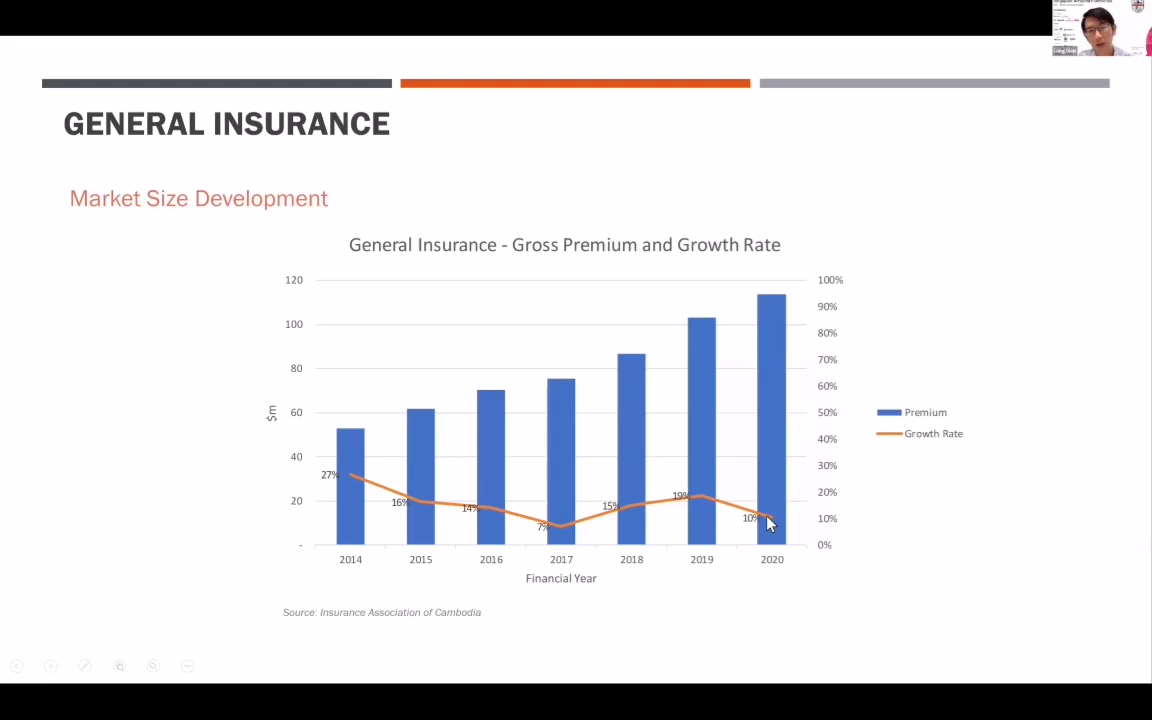 GENERAL INSURANCE
Market Size Development
General Insurance - Gross Premium and Growth Rate
120
100
80
60
40
20
-
$m
100%
90%
80%
70%
60%
50%
40%
30%
20%
10%
0%
27%
16%
14%
7%
15%
19%
10%
2014 2015 2016 2017 2018 2019 2020
Financial Year
Premium
Growth Rate
Source: Insurance Association of Cambodia